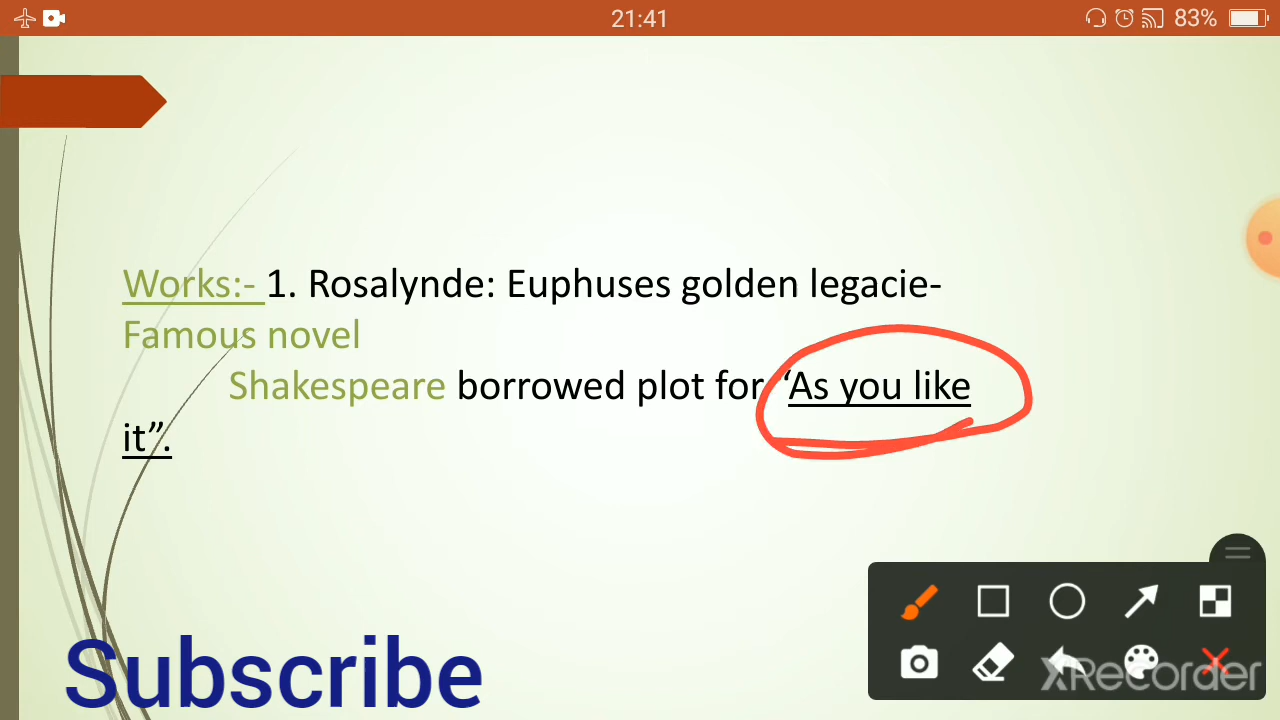 21:41
83%
Works:- 1. Rosalynde: Euphuses golden legacie-
Famous novel
Shakespeare borrowed plot for ‘As you like
it”.
Subscribe
XRecorder